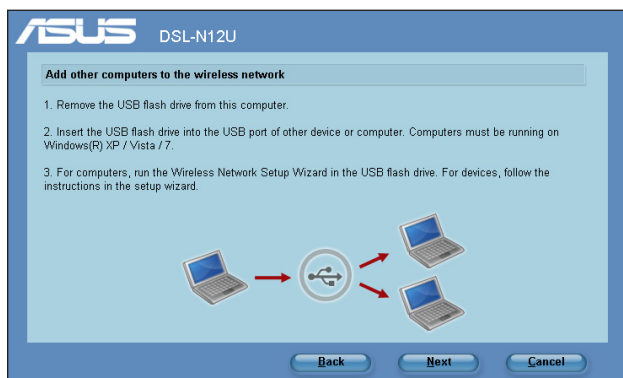 ASUS DSL-N12U
Add other computers to the wireless network
1. Remove the USB flash drive from this computer.
2. Insert the USB flash drive into the USB port of other device or computer. Computers must be running on
Windows(R) XP / Vista / 7.
3. For computers, run the Wireless Network Setup Wizard in the USB flash drive. For devices, follow the
instructions in the setup wizard.
Back Next Cancel